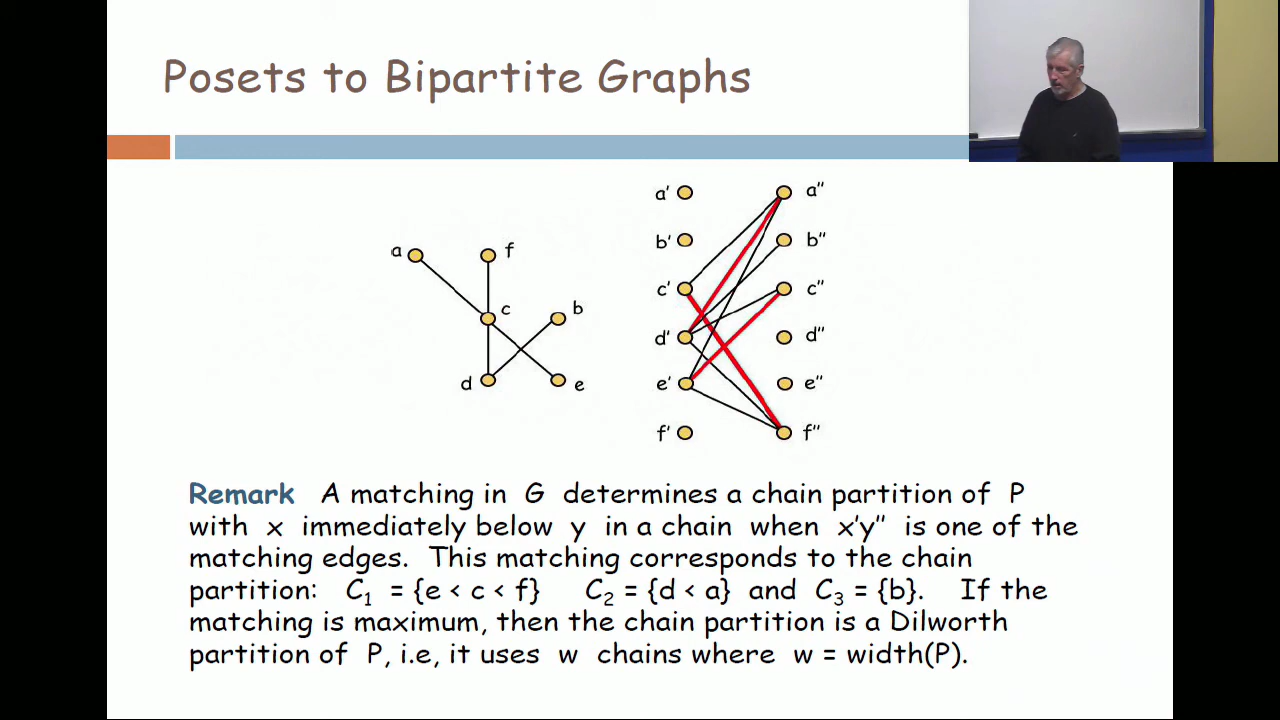 Posets to Bipartite Graphs
a' a''
b' b''
a f
c' c''
c b
d' d''
d e
e' e''
f' f''
Remark A matching in G determines a chain partition of P
with x immediately below y in a chain when x'y'' is one of the
matching edges. This matching corresponds to the chain
partition: C₁ = {e < c < f} C₂ = {d < a} and C₃ = {b}. If the
matching is maximum, then the chain partition is a Dilworth
partition of P, i.e, it uses w chains where w = width(P).